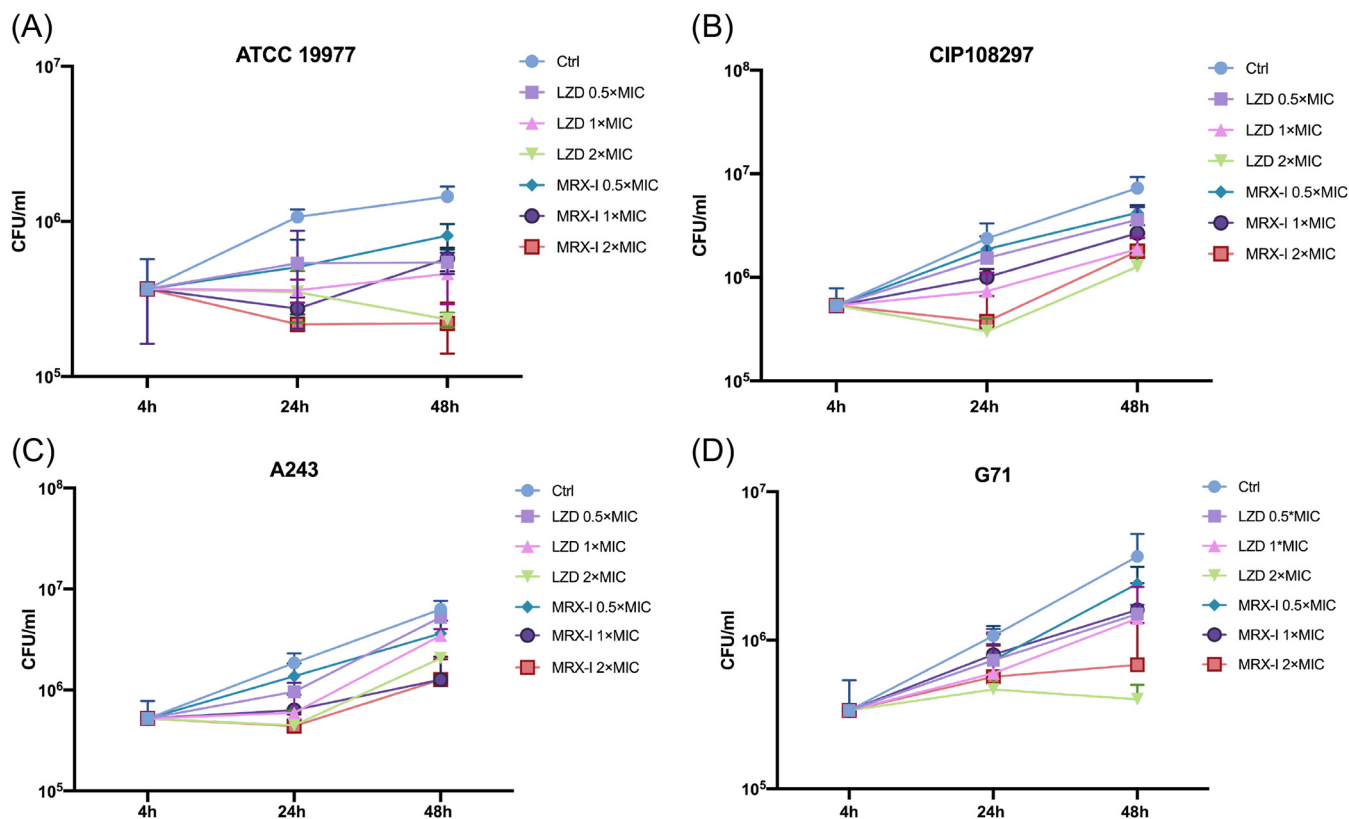 (A)
ATCC 19977
CFU/ml
10⁷
10⁶
10⁵
4h
24h
48h
Ctrl
LZD 0.5×MIC
LZD 1×MIC
LZD 2×MIC
MRX-I 0.5×MIC
MRX-I 1×MIC
MRX-I 2×MIC
(B)
CIP108297
CFU/ml
10⁸
10⁷
10⁶
10⁵
4h
24h
48h
Ctrl
LZD 0.5×MIC
LZD 1×MIC
LZD 2×MIC
MRX-I 0.5×MIC
MRX-I 1×MIC
MRX-I 2×MIC
(C)
A243
CFU/ml
10⁸
10⁷
10⁶
10⁵
4h
24h
48h
Ctrl
LZD 0.5×MIC
LZD 1×MIC
LZD 2×MIC
MRX-I 0.5×MIC
MRX-I 1×MIC
MRX-I 2×MIC
(D)
G71
CFU/ml
10⁷
10⁶
10⁵
4h
24h
48h
Ctrl
LZD 0.5*MIC
LZD 1*MIC
LZD 2×MIC
MRX-I 0.5×MIC
MRX-I 1×MIC
MRX-I 2×MIC